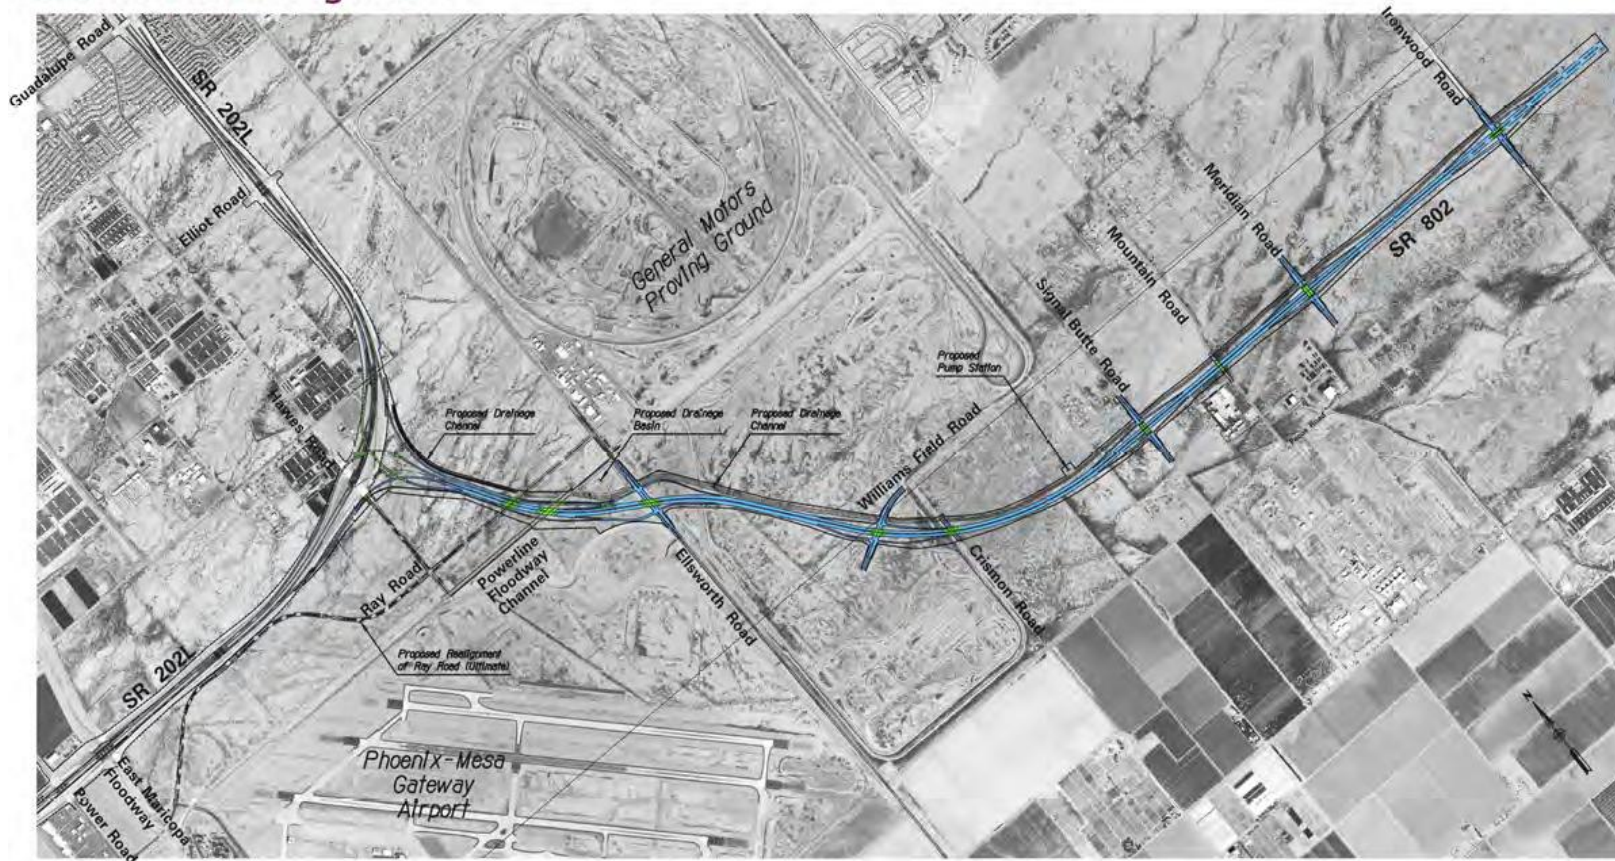 Guadalupe Road
SR 202L
Elliot Road
General Motors
Proving Ground
Ironwood Road
Meridian Road
SR 802
Mountain Road
Signal Butte Road
Proposed
Pump Station
Hawes Road
Proposed Drainage
Channel
Proposed Drainage
Basin
Proposed Drainage
Channel
Williams Field Road
Crismon Road
Ellsworth Road
Powerline
Floodway
Channel
Ray Road
Proposed Realignment
of Ray Road (Ultimate)
SR 202L
Phoenix-Mesa
Gateway
Airport
East Maricopa
Floodway
Power Road
N